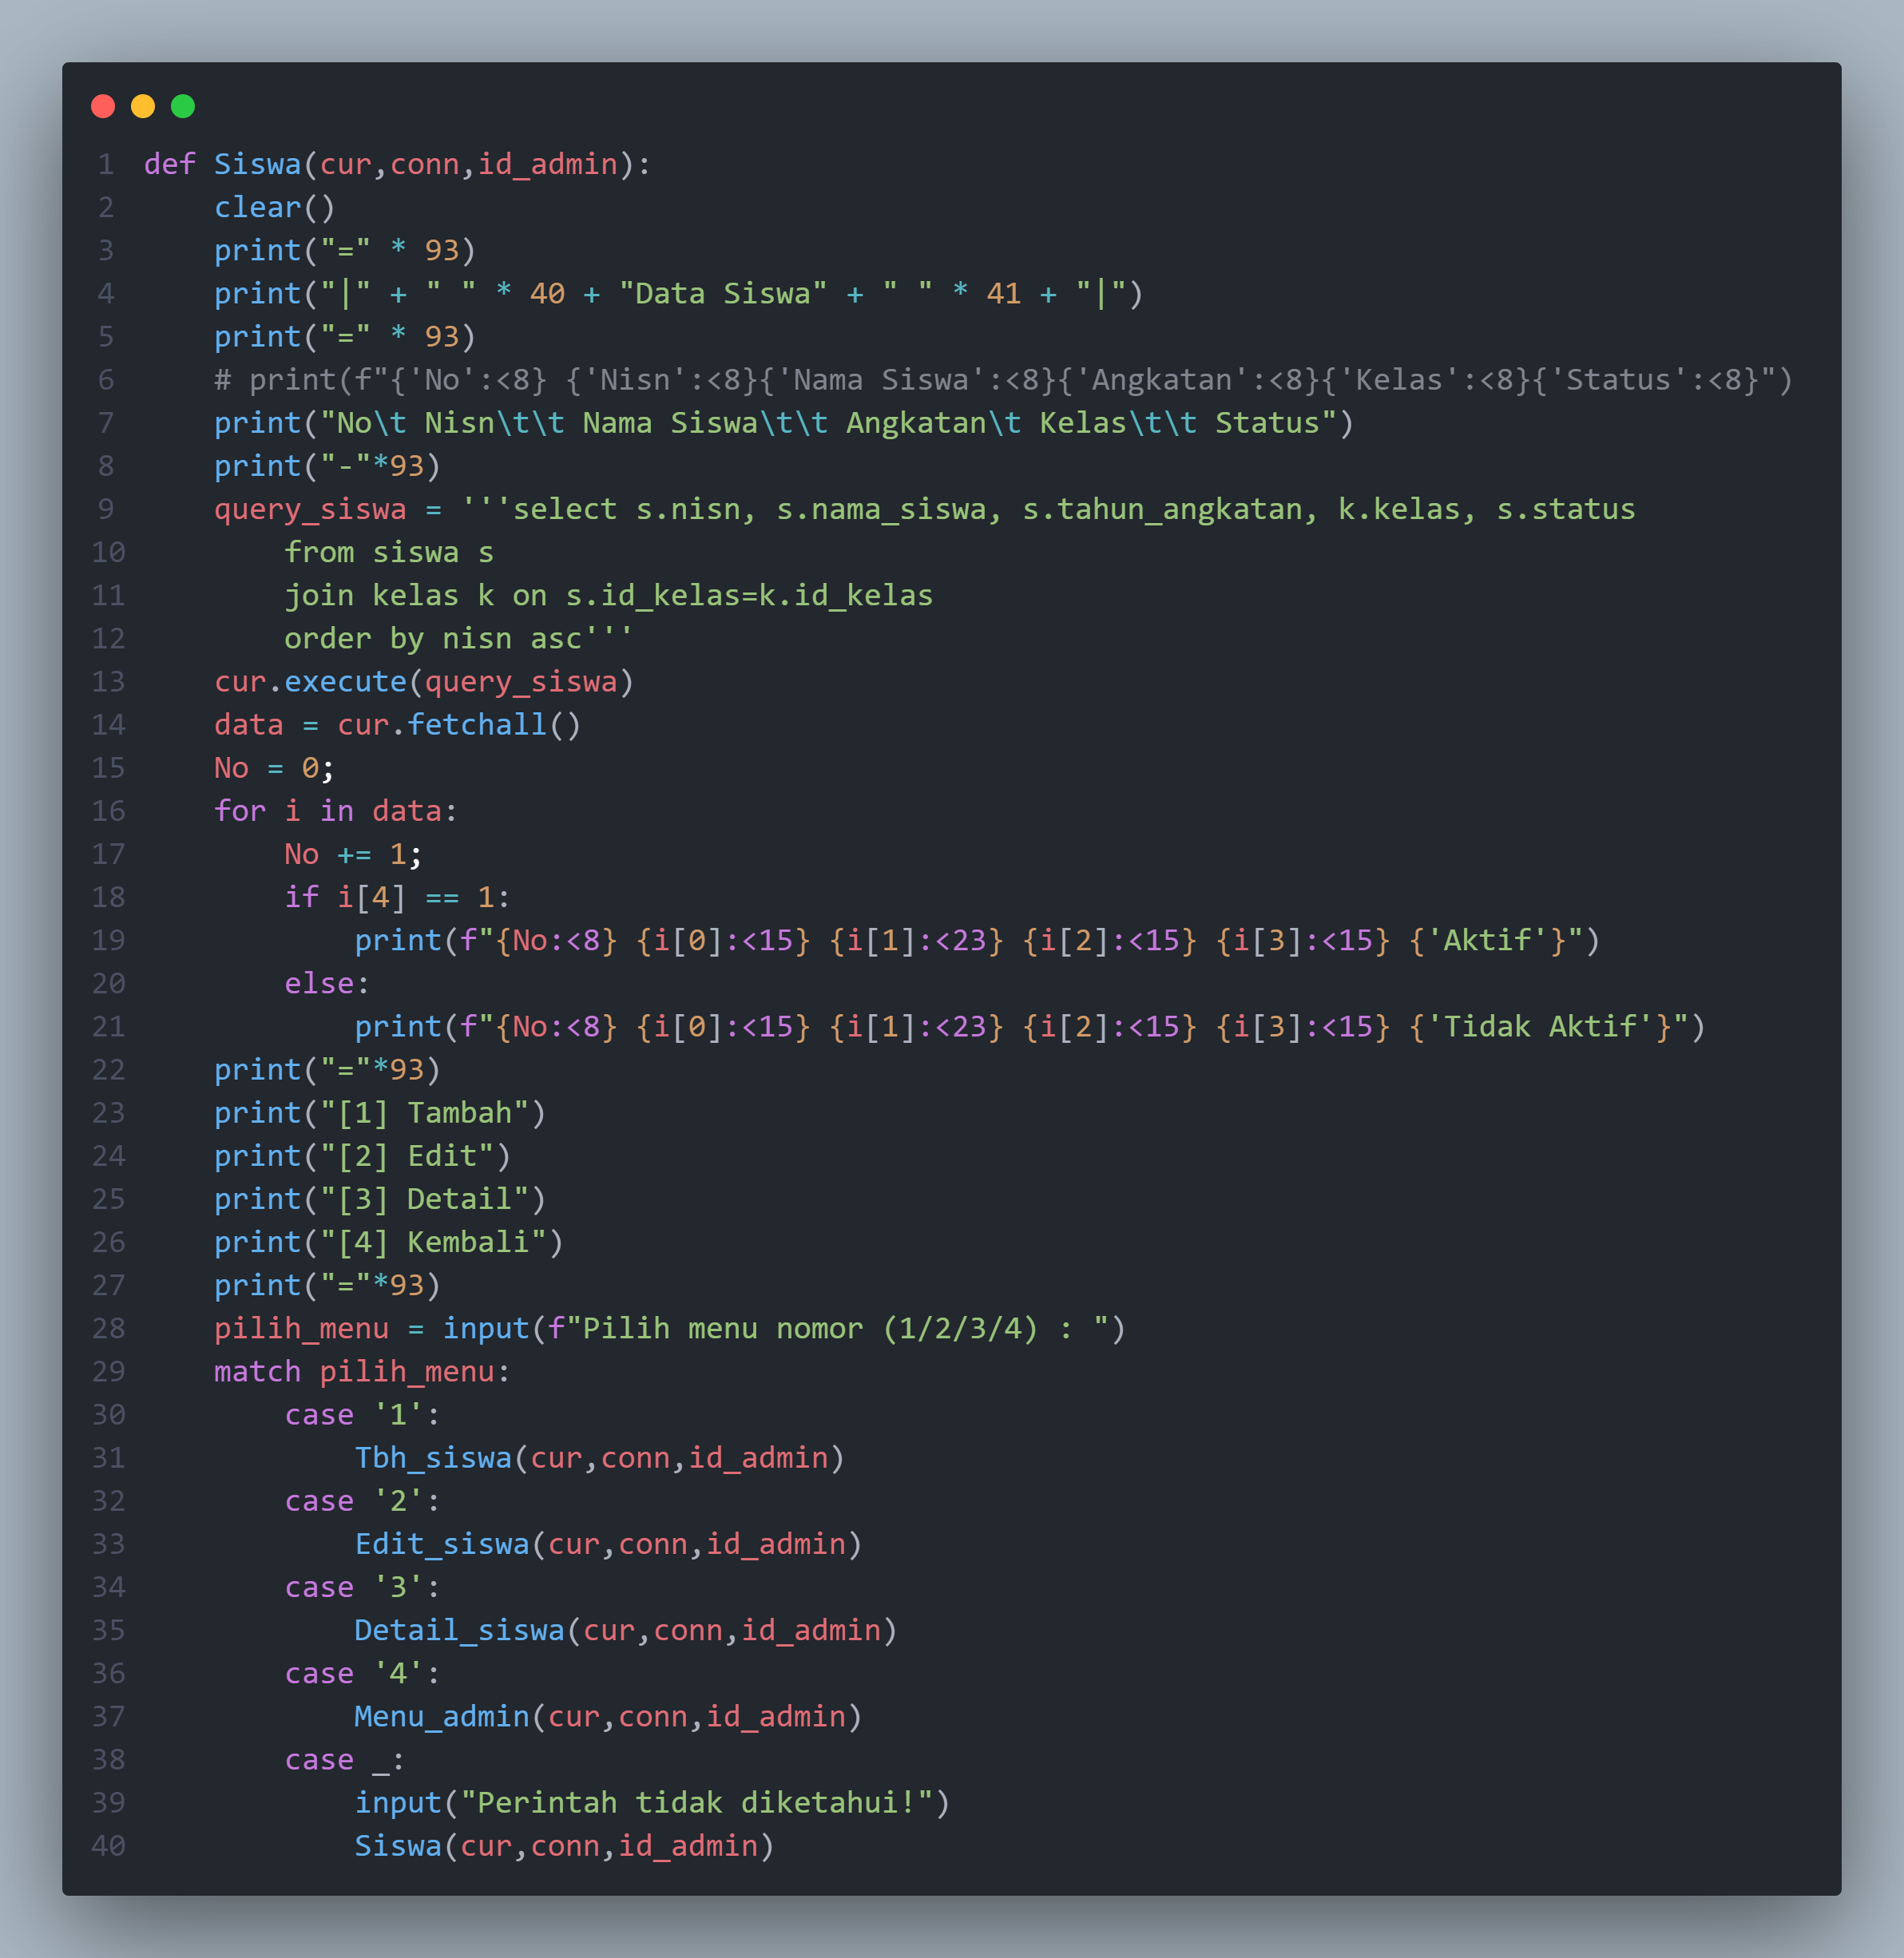 1 def Siswa(cur,conn,id_admin):
2     clear()
3     print("=" * 93)
4     print("|" + " " * 40 + "Data Siswa" + " " * 41 + "|")
5     print("=" * 93)
6     # print(f"{'No':<8} {'Nisn':<8}{'Nama Siswa':<8}{'Angkatan':<8}{'Kelas':<8}{'Status':<8}")
7     print("No\t Nisn\t\t Nama Siswa\t\t Angkatan\t Kelas\t\t Status")
8     print("-"*93)
9     query_siswa = '''select s.nisn, s.nama_siswa, s.tahun_angkatan, k.kelas, s.status
10         from siswa s
11         join kelas k on s.id_kelas=k.id_kelas
12         order by nisn asc'''
13     cur.execute(query_siswa)
14     data = cur.fetchall()
15     No = 0;
16     for i in data:
17         No += 1;
18         if i[4] == 1:
19             print(f"{No:<8} {i[0]:<15} {i[1]:<23} {i[2]:<15} {i[3]:<15} {'Aktif'}")
20         else:
21             print(f"{No:<8} {i[0]:<15} {i[1]:<23} {i[2]:<15} {i[3]:<15} {'Tidak Aktif'}")
22     print("="*93)
23     print("[1] Tambah")
24     print("[2] Edit")
25     print("[3] Detail")
26     print("[4] Kembali")
27     print("="*93)
28     pilih_menu = input(f"Pilih menu nomor (1/2/3/4) : ")
29     match pilih_menu:
30         case '1':
31             Tbh_siswa(cur,conn,id_admin)
32         case '2':
33             Edit_siswa(cur,conn,id_admin)
34         case '3':
35             Detail_siswa(cur,conn,id_admin)
36         case '4':
37             Menu_admin(cur,conn,id_admin)
38         case _:
39             input("Perintah tidak diketahui!")
40             Siswa(cur,conn,id_admin)